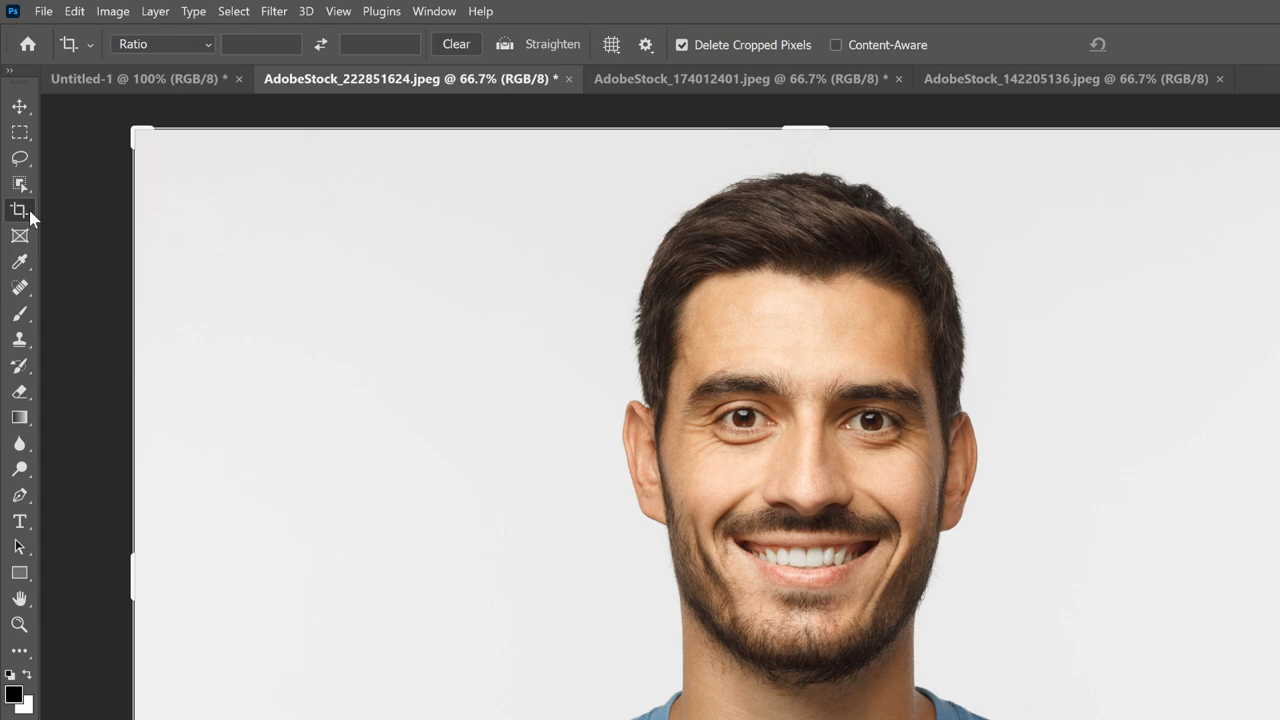 Ps File Edit Image Layer Type Select Filter 3D View Plugins Window Help
Ratio Clear Straighten Delete Cropped Pixels Content-Aware
Untitled-1 @ 100% (RGB/8) * × AdobeStock_222851624.jpeg @ 66.7% (RGB/8) * × AdobeStock_174012401.jpeg @ 66.7% (RGB/8) * × AdobeStock_142205136.jpeg @ 66.7% (RGB/8) ×